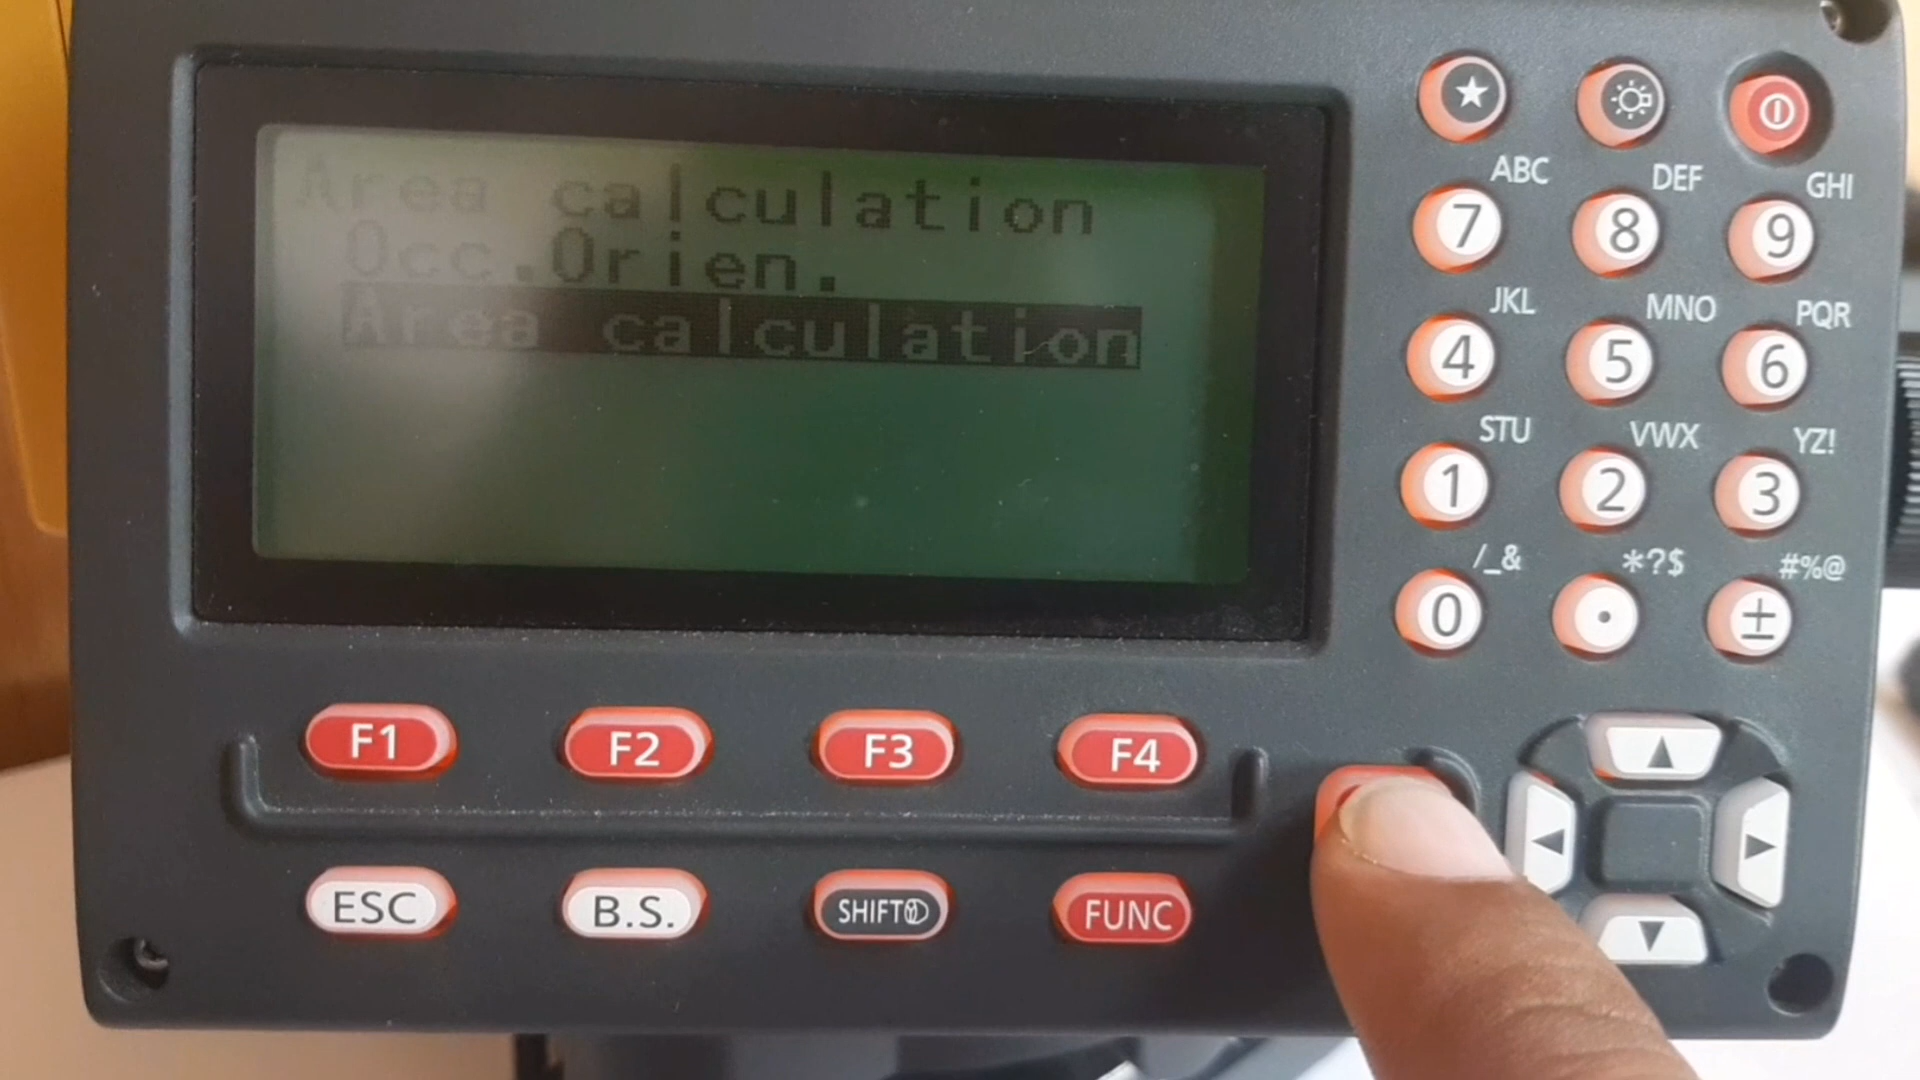 Area calculation
Occ.Orien.
Area calculation
ABC DEF GHI
7 8 9
JKL MNO PQR
4 5 6
STU VWX YZ!
1 2 3
/_& *?$ #%@
0 . ±
F1 F2 F3 F4
ESC B.S. SHIFT FUNC